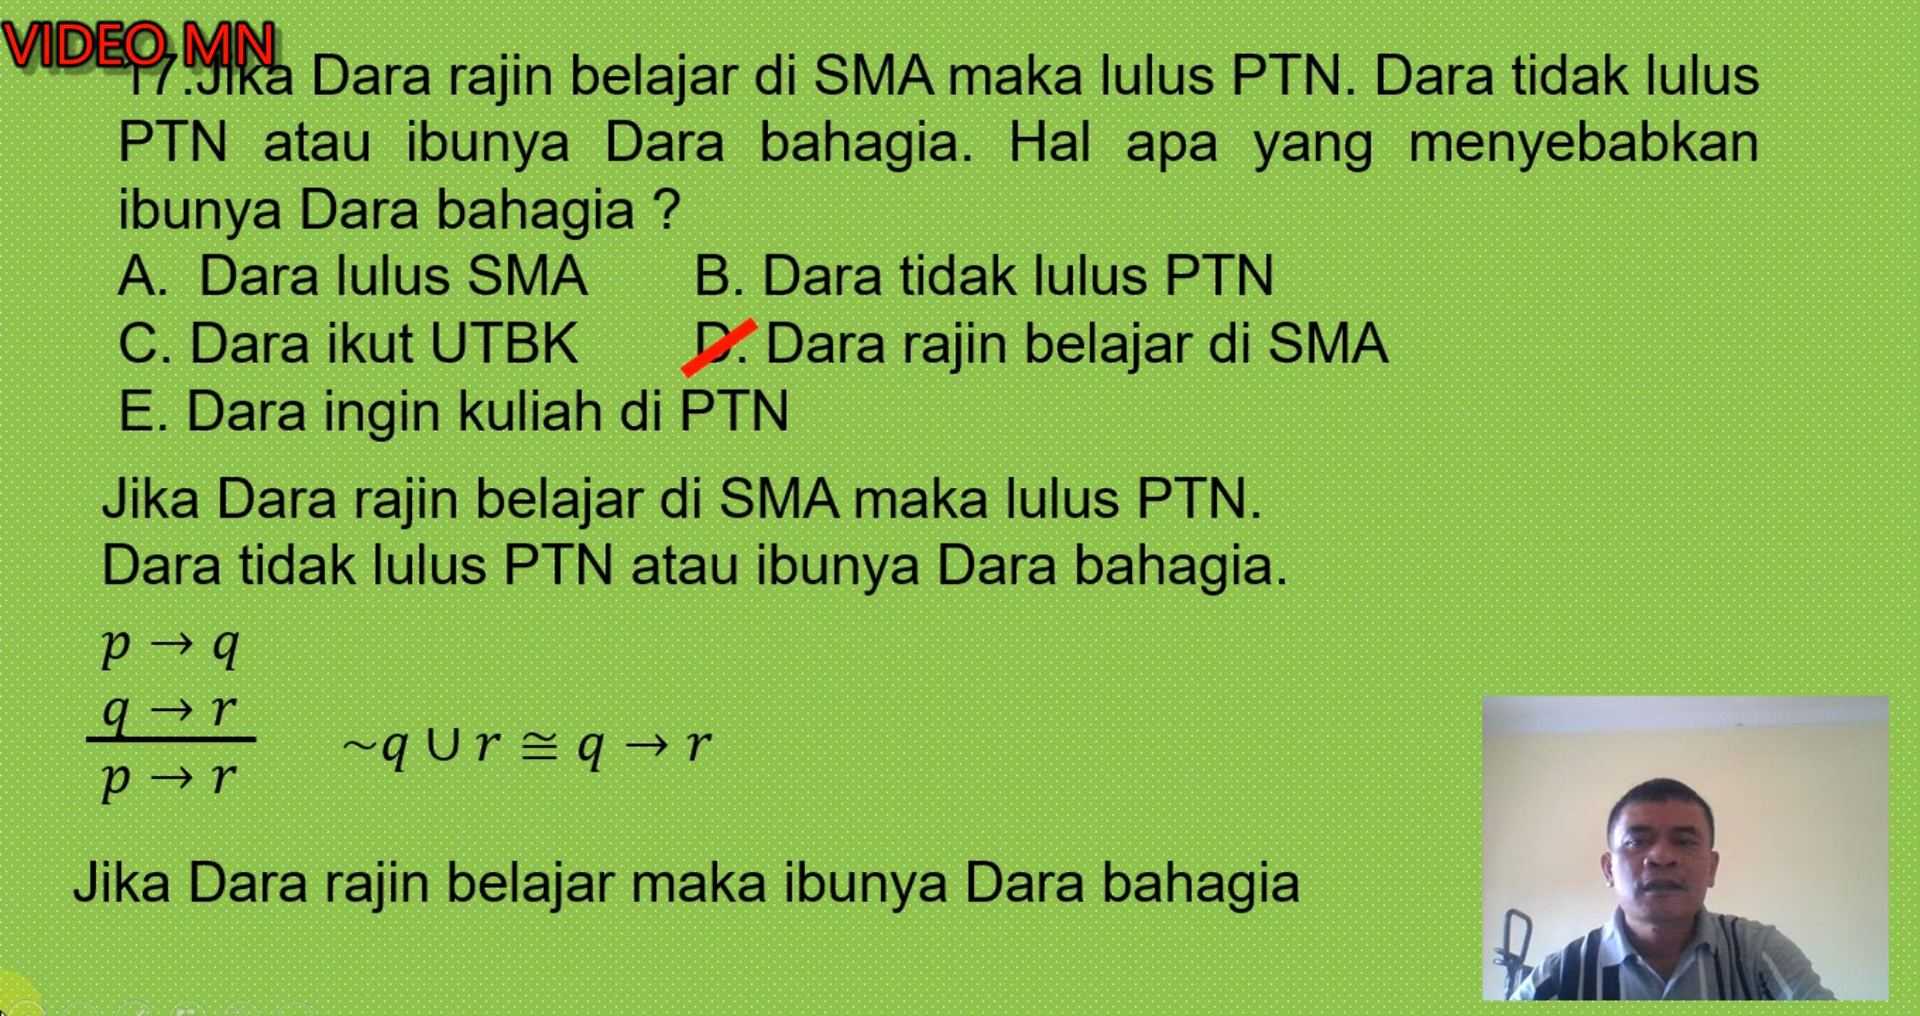 VIDEO MN
17.Jika Dara rajin belajar di SMA maka lulus PTN. Dara tidak lulus
PTN atau ibunya Dara bahagia. Hal apa yang menyebabkan
ibunya Dara bahagia ?
A. Dara lulus SMA B. Dara tidak lulus PTN
C. Dara ikut UTBK D. Dara rajin belajar di SMA
E. Dara ingin kuliah di PTN
Jika Dara rajin belajar di SMA maka lulus PTN.
Dara tidak lulus PTN atau ibunya Dara bahagia.
p → q
q → r
~q ∪ r ≅ q → r
p → r
Jika Dara rajin belajar maka ibunya Dara bahagia